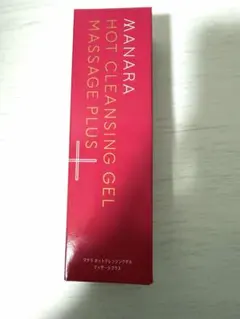 MANARA
HOT CLEANSING GEL
MASSAGE PLUS
マナラ ホットクレンジングゲル
マッサージプラス